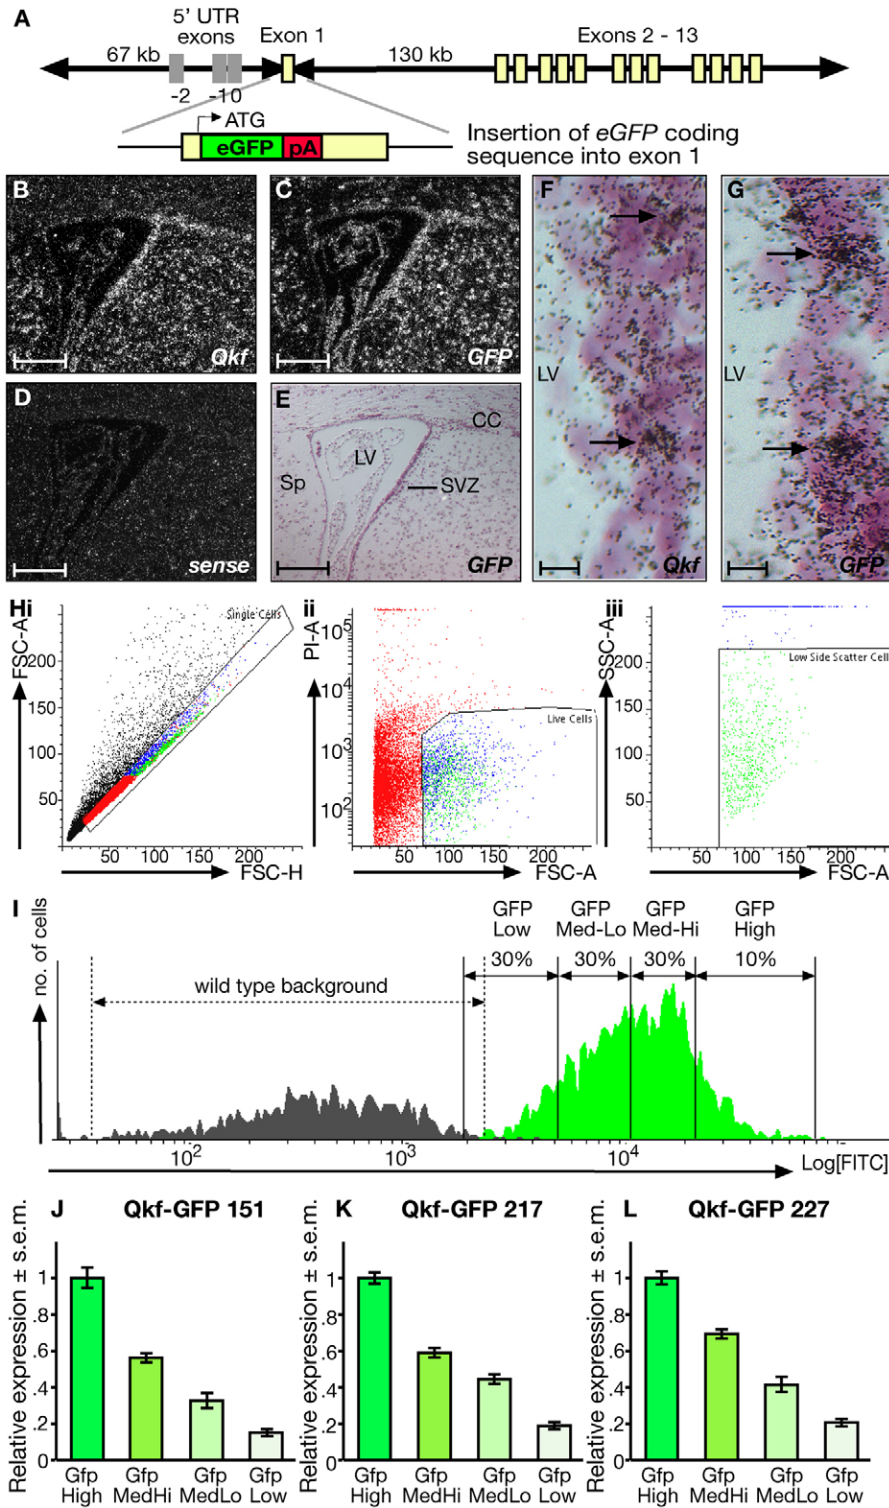 A
5' UTR
exons
Exon 1
Exons 2 - 13
67 kb
130 kb
-2
-10
ATG
eGFP
pA
Insertion of eGFP coding
sequence into exon 1
B
Qkf
C
GFP
D
sense
E
Sp
LV
CC
SVZ
GFP
F
LV
Qkf
G
LV
GFP
Hi
FSC-A
Single Cells
200
150
100
50
50
100
200
FSC-H
ii
PI-A
10^5
10^4
10^3
10^2
Live Cells
50
100
200
FSC-A
iii
SSC-A
Low Side Scatter Cell
200
150
100
50
50
100
200
FSC-A
I
no. of cells
wild type background
GFP
Low
GFP
Med-Lo
GFP
Med-Hi
GFP
High
30%
30%
30%
10%
10^2
10^3
10^4
Log[FITC]
J
Qkf-GFP 151
Relative expression ± s.e.m.
1
.8
.6
.4
.2
0
Gfp
High
Gfp
MedHi
Gfp
MedLo
Gfp
Low
K
Qkf-GFP 217
Relative expression ± s.e.m.
1
.8
.6
.4
.2
0
Gfp
High
Gfp
MedHi
Gfp
MedLo
Gfp
Low
L
Qkf-GFP 227
Relative expression ± s.e.m.
1
.8
.6
.4
.2
0
Gfp
High
Gfp
MedHi
Gfp
MedLo
Gfp
Low